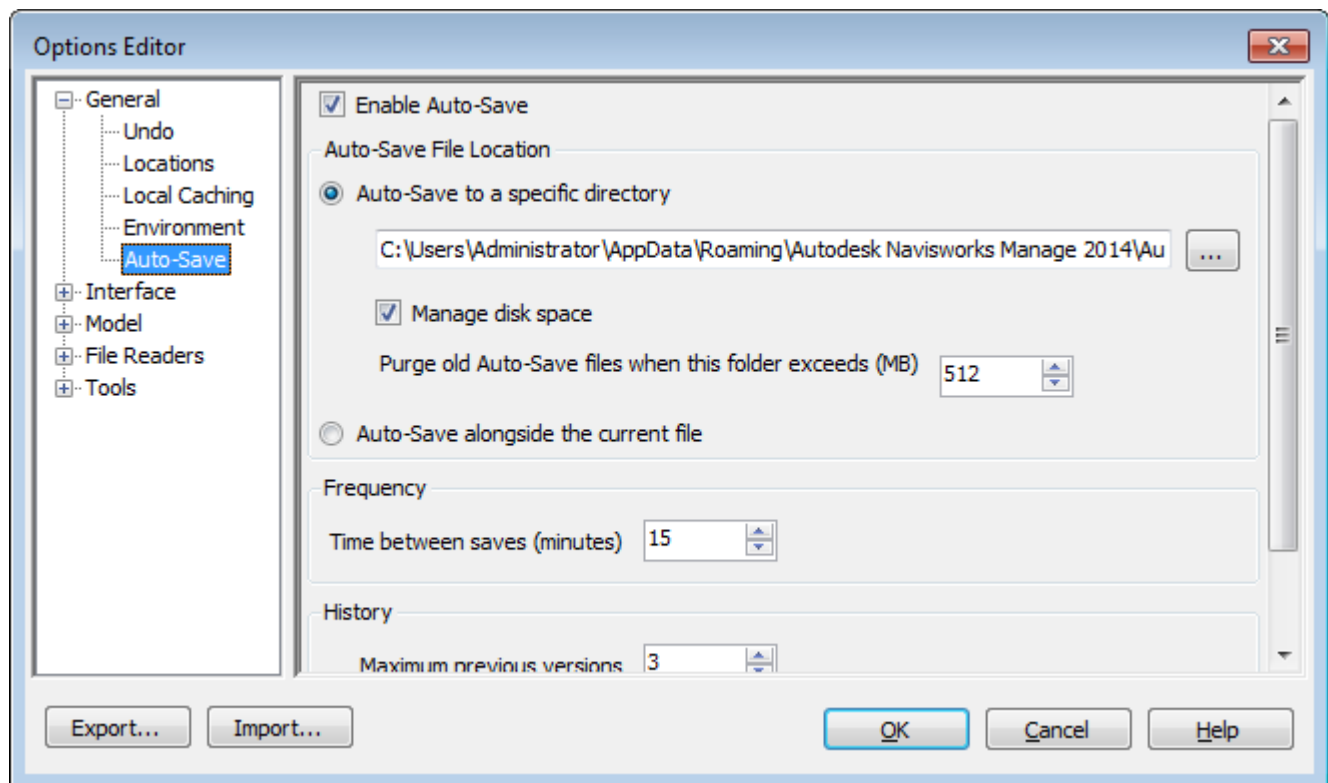 Options Editor
General
Undo
Locations
Local Caching
Environment
Auto-Save
Interface
Model
File Readers
Tools
Enable Auto-Save
Auto-Save File Location
Auto-Save to a specific directory
C:\Users\Administrator\AppData\Roaming\Autodesk Navisworks Manage 2014\Au
...
Manage disk space
Purge old Auto-Save files when this folder exceeds (MB) 512
Auto-Save alongside the current file
Frequency
Time between saves (minutes) 15
History
Maximum previous versions 3
Export... Import... OK Cancel Help